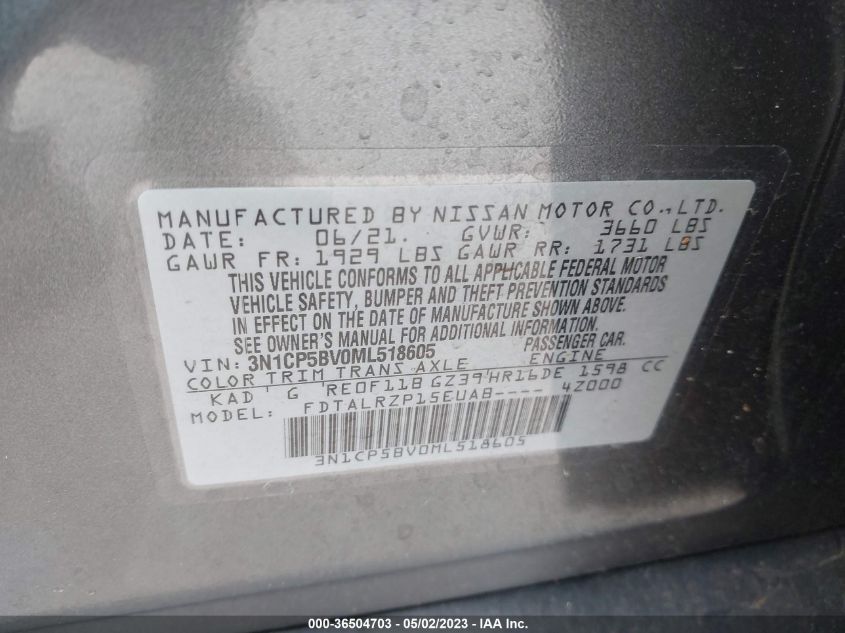 MANUFACTURED BY NISSAN MOTOR CO., LTD.
DATE: 06/21. GVWR: 3660 LBS
GAWR FR: 1929 LBS GAWR RR: 1731 LBS
THIS VEHICLE CONFORMS TO ALL APPLICABLE FEDERAL MOTOR
VEHICLE SAFETY, BUMPER AND THEFT PREVENTION STANDARDS
IN EFFECT ON THE DATE OF MANUFACTURE SHOWN ABOVE.
SEE OWNER'S MANUAL FOR ADDITIONAL INFORMATION.
VIN: 3N1CP5BV0ML518605 PASSENGER CAR.
COLOR TRIM TRANS AXLE ENGINE
KAD G RE0F11B GZ39 HR16DE 1598 CC
MODEL: FDTALRZP15EUAB---- 4Z000
3N1CP5BV0ML518605
000-36504703 - 05/02/2023 - IAA Inc.